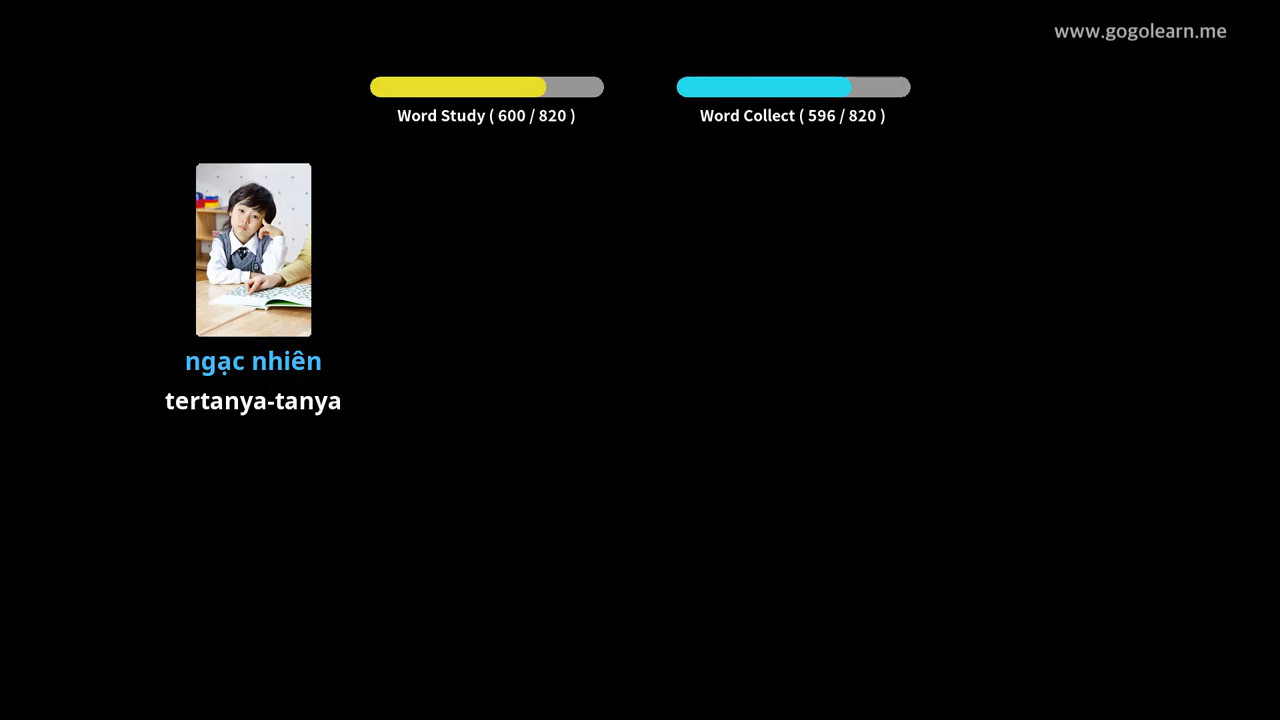 www.gogolearn.me
Word Study ( 600 / 820 )
Word Collect ( 596 / 820 )
ngạc nhiên
tertanya-tanya